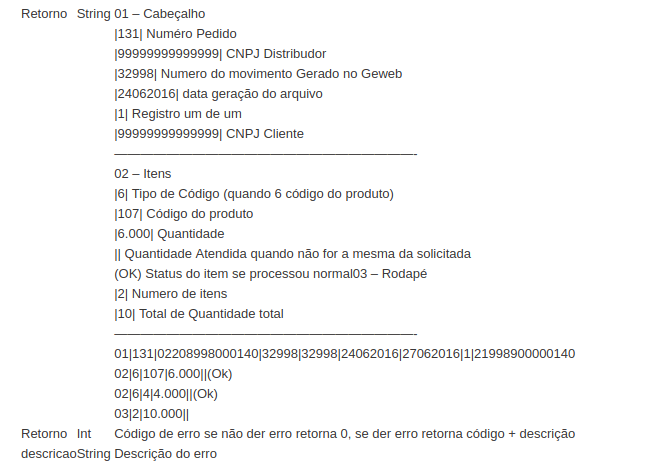 Retorno String 01 – Cabeçalho
|131| Numéro Pedido
|99999999999999| CNPJ Distribudor
|32998| Numero do movimento Gerado no Geweb
|24062016| data geração do arquivo
|1| Registro um de um
|99999999999999| CNPJ Cliente
—————————————————————-
02 – Itens
|6| Tipo de Código (quando 6 código do produto)
|107| Código do produto
|6.000| Quantidade
|| Quantidade Atendida quando não for a mesma da solicitada
(OK) Status do item se processou normal03 – Rodapé
|2| Numero de itens
|10| Total de Quantidade total
—————————————————————-
01|131|02208998000140|32998|32998|24062016|27062016|1|21998900000140
02|6|107|6.000||(Ok)
02|6|4|4.000||(Ok)
03|2|10.000||
Retorno Int Código de erro se não der erro retorna 0, se der erro retorna código + descrição
descricaoString Descrição do erro